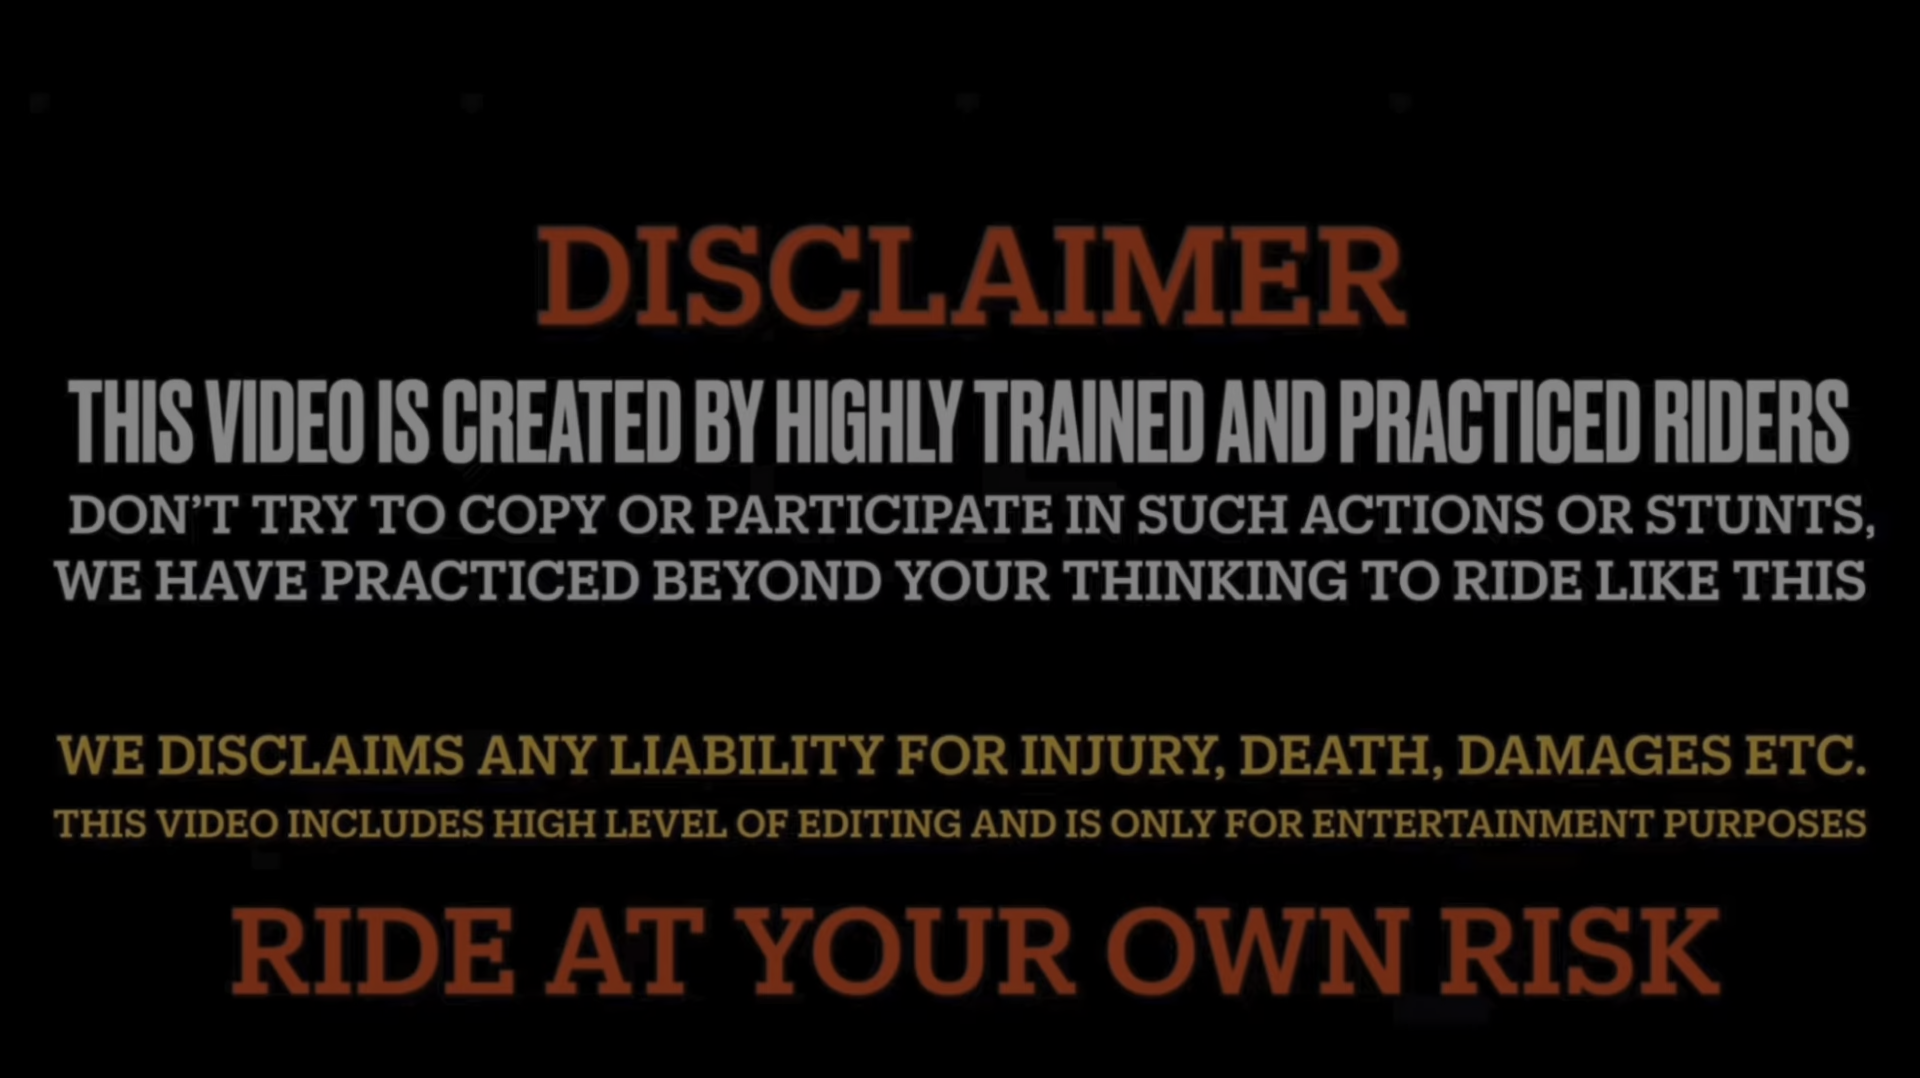 DISCLAIMER
THIS VIDEO IS CREATED BY HIGHLY TRAINED AND PRACTICED RIDERS
DON'T TRY TO COPY OR PARTICIPATE IN SUCH ACTIONS OR STUNTS,
WE HAVE PRACTICED BEYOND YOUR THINKING TO RIDE LIKE THIS
WE DISCLAIMS ANY LIABILITY FOR INJURY, DEATH, DAMAGES ETC.
THIS VIDEO INCLUDES HIGH LEVEL OF EDITING AND IS ONLY FOR ENTERTAINMENT PURPOSES
RIDE AT YOUR OWN RISK